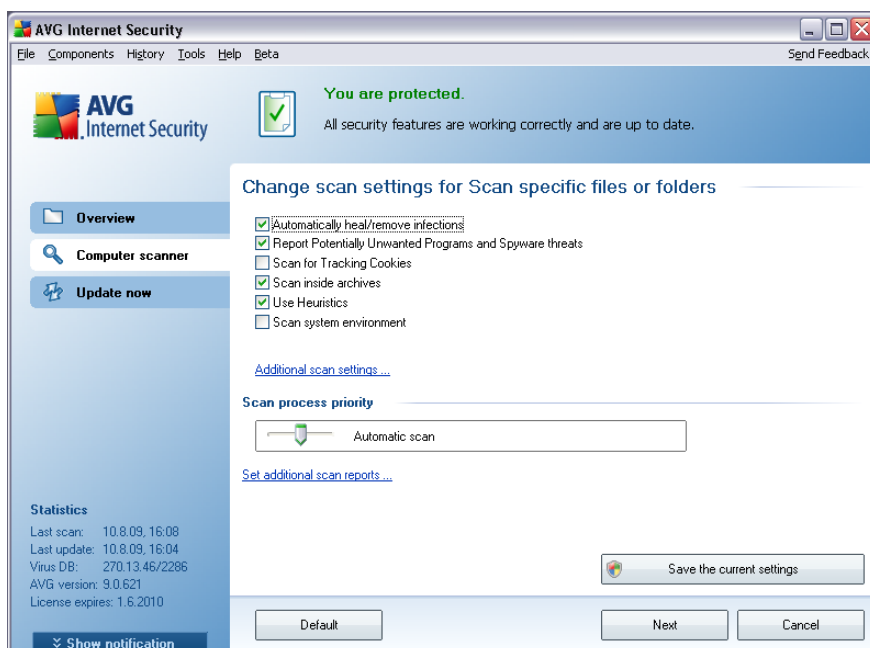 AVG Internet Security
File Components History Tools Help Beta Send Feedback
AVG
Internet Security
You are protected.
All security features are working correctly and are up to date.
Overview
Computer scanner
Update now
Change scan settings for Scan specific files or folders
Automatically heal/remove infections
Report Potentially Unwanted Programs and Spyware threats
Scan for Tracking Cookies
Scan inside archives
Use Heuristics
Scan system environment
Additional scan settings ...
Scan process priority
Automatic scan
Set additional scan reports ...
Statistics
Last scan: 10.8.09, 16:08
Last update: 10.8.09, 16:04
Virus DB: 270.13.46/2286
AVG version: 9.0.621
License expires: 1.6.2010
Show notification
Save the current settings
Default Next Cancel